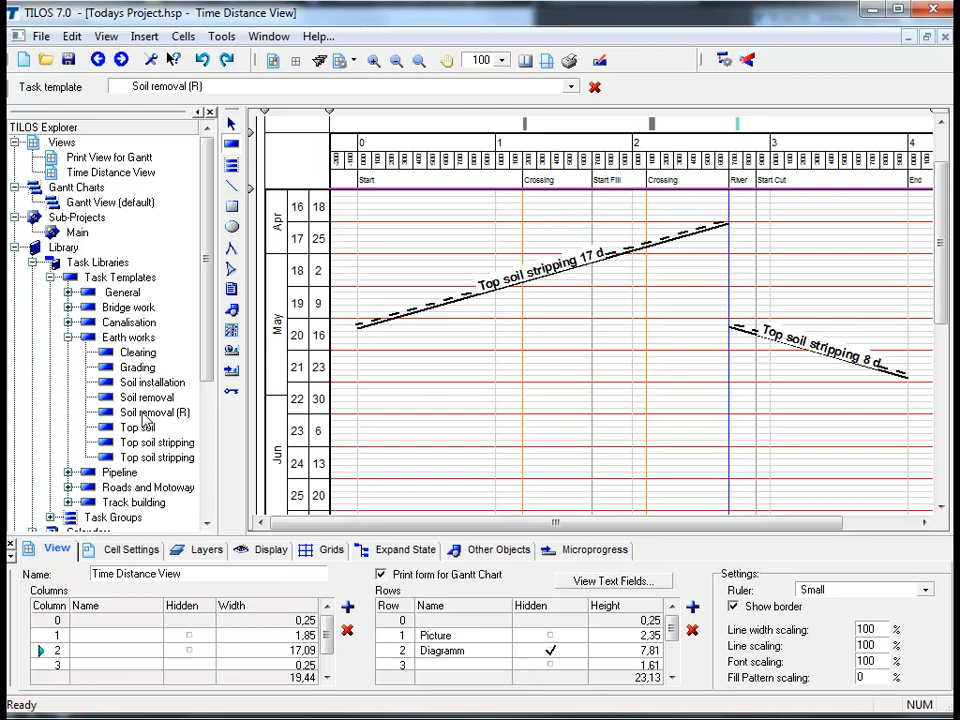 TILOS 7.0 - [Todays Project.hsp - Time Distance View]
File Edit View Insert Cells Tools Window Help...
100
Task template Soil removal (R)
TILOS Explorer
Views
Print View for Gantt
Time Distance View
Gantt Charts
Gantt View (default)
Sub-Projects
Main
Library
Task Libraries
Task Templates
General
Bridge work
Canalisation
Earth works
Clearing
Grading
Soil installation
Soil removal
Soil removal (R)
Top soil
Top soil stripping
Top soil stripping
Pipeline
Roads and Motoway
Track building
Task Groups
0 1 2 3 4
Start Crossing Start Fill Crossing River Start Cut End
Apr
May
Jun
16 18
17 25
18 2
19 9
20 16
21 23
22 30
23 6
24 13
25 20
Top soil stripping 17 d
Top soil stripping 8 d
View Cell Settings Layers Display Grids Expand State Other Objects Microprogress
Name: Time Distance View
Columns
Column Name Hidden Width
0 0,25
1 1,85
2 17,09
3 0,25
19,44
Print form for Gantt Chart
View Text Fields...
Rows
Row Name Hidden Height
0 0,25
1 Picture 2,35
2 Diagramm 7,81
3 1,61
23,13
Settings:
Ruler: Small
Show border
Line width scaling: 100 %
Line scaling: 100 %
Font scaling: 100 %
Fill Pattern scaling: 0 %
Ready NUM